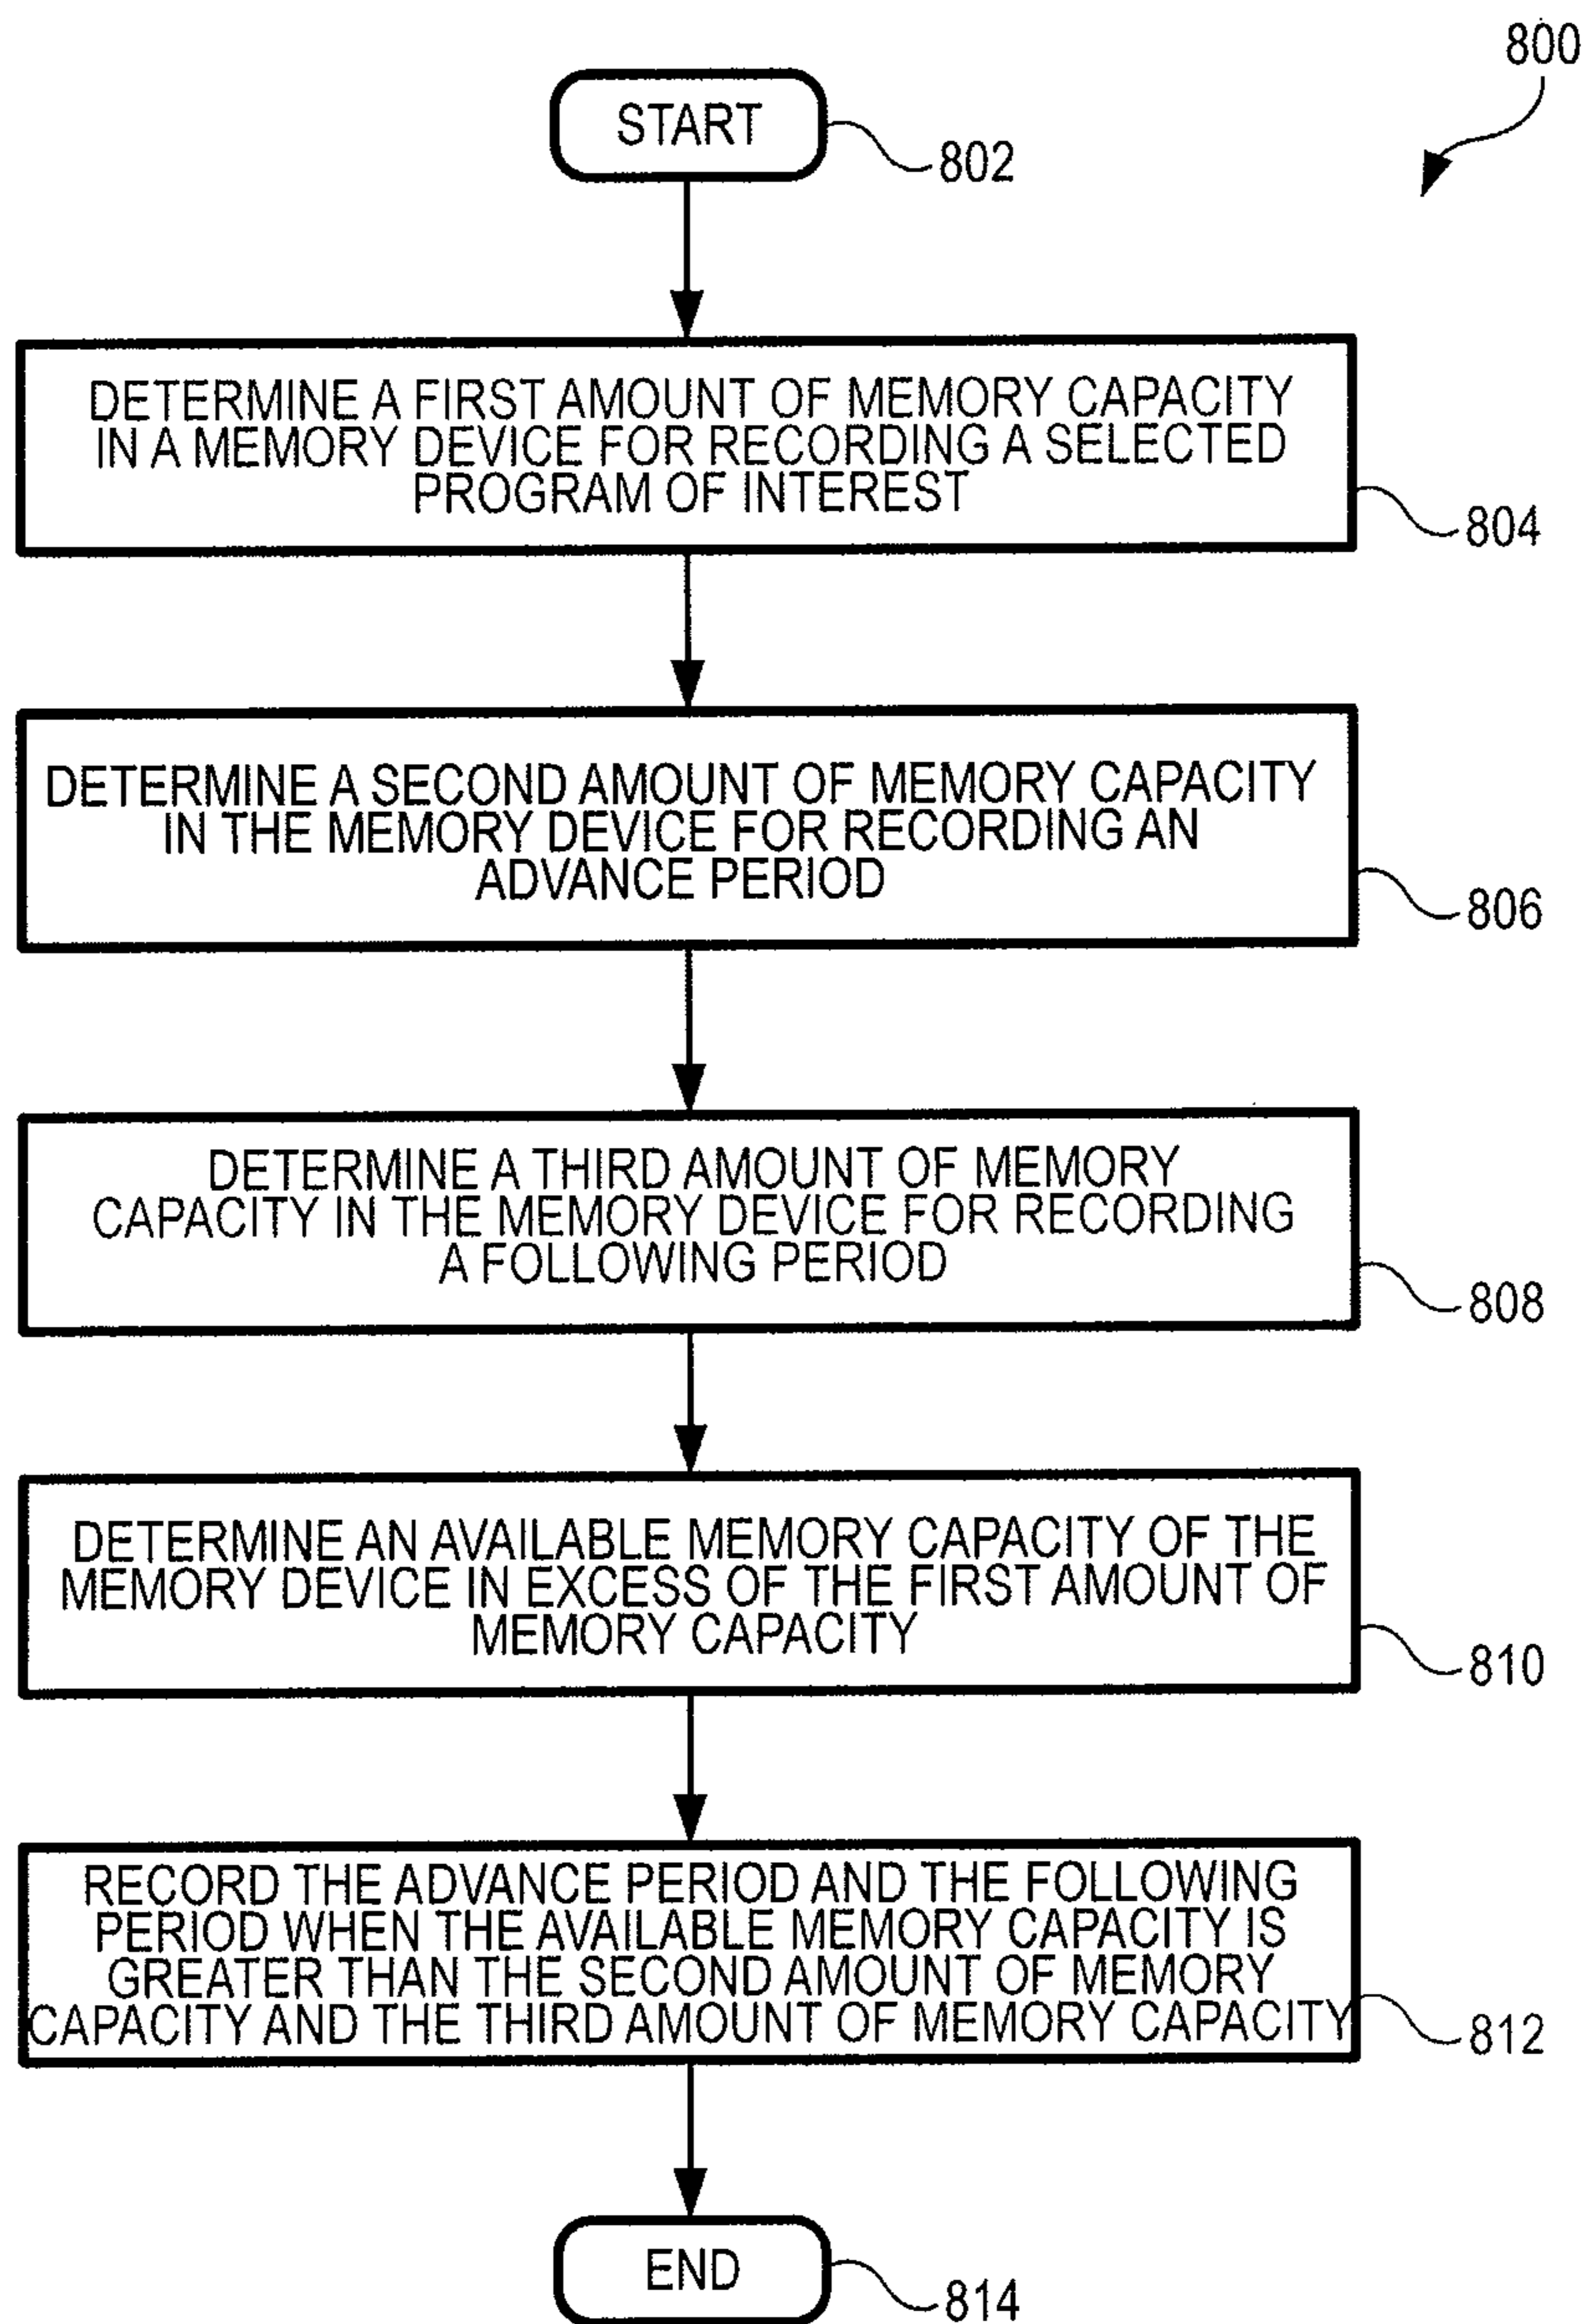 800
START
802
DETERMINE A FIRST AMOUNT OF MEMORY CAPACITY
IN A MEMORY DEVICE FOR RECORDING A SELECTED
PROGRAM OF INTEREST
804
DETERMINE A SECOND AMOUNT OF MEMORY CAPACITY
IN THE MEMORY DEVICE FOR RECORDING AN
ADVANCE PERIOD
806
DETERMINE A THIRD AMOUNT OF MEMORY
CAPACITY IN THE MEMORY DEVICE FOR RECORDING
A FOLLOWING PERIOD
808
DETERMINE AN AVAILABLE MEMORY CAPACITY OF THE
MEMORY DEVICE IN EXCESS OF THE FIRST AMOUNT OF
MEMORY CAPACITY
810
RECORD THE ADVANCE PERIOD AND THE FOLLOWING
PERIOD WHEN THE AVAILABLE MEMORY CAPACITY IS
GREATER THAN THE SECOND AMOUNT OF MEMORY
CAPACITY AND THE THIRD AMOUNT OF MEMORY CAPACITY
812
END
814